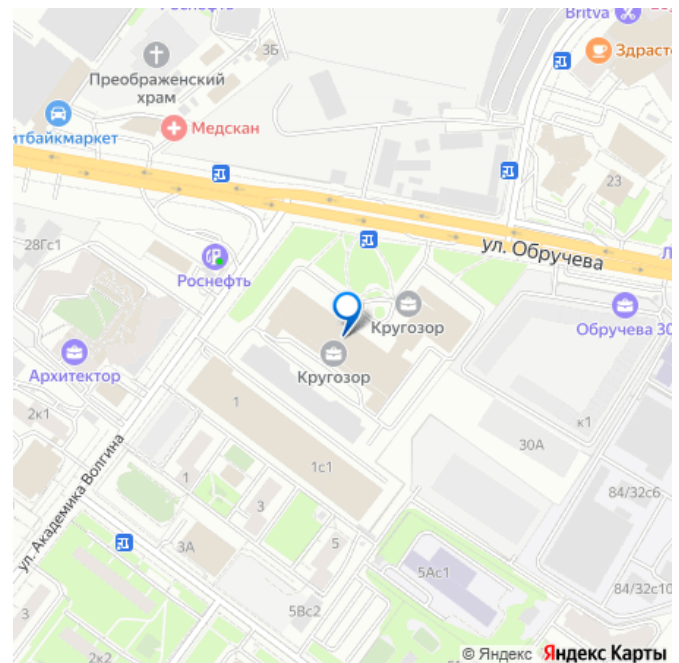 Britva
Здраст
3Б
Преображенский
храм
Медскан
итбайкмаркет
23
ул. Обручева
28Гс1
Роснефть
Кругозор
Обручева 30
Кругозор
Архитектор
2к1
1
к1
30А
1с1
ул. Академика Волгина
1
3
84/32с6
3А
5
5Ас1
84/32с10
5Вс2
3
2к2
© Яндекс Яндекс Карты